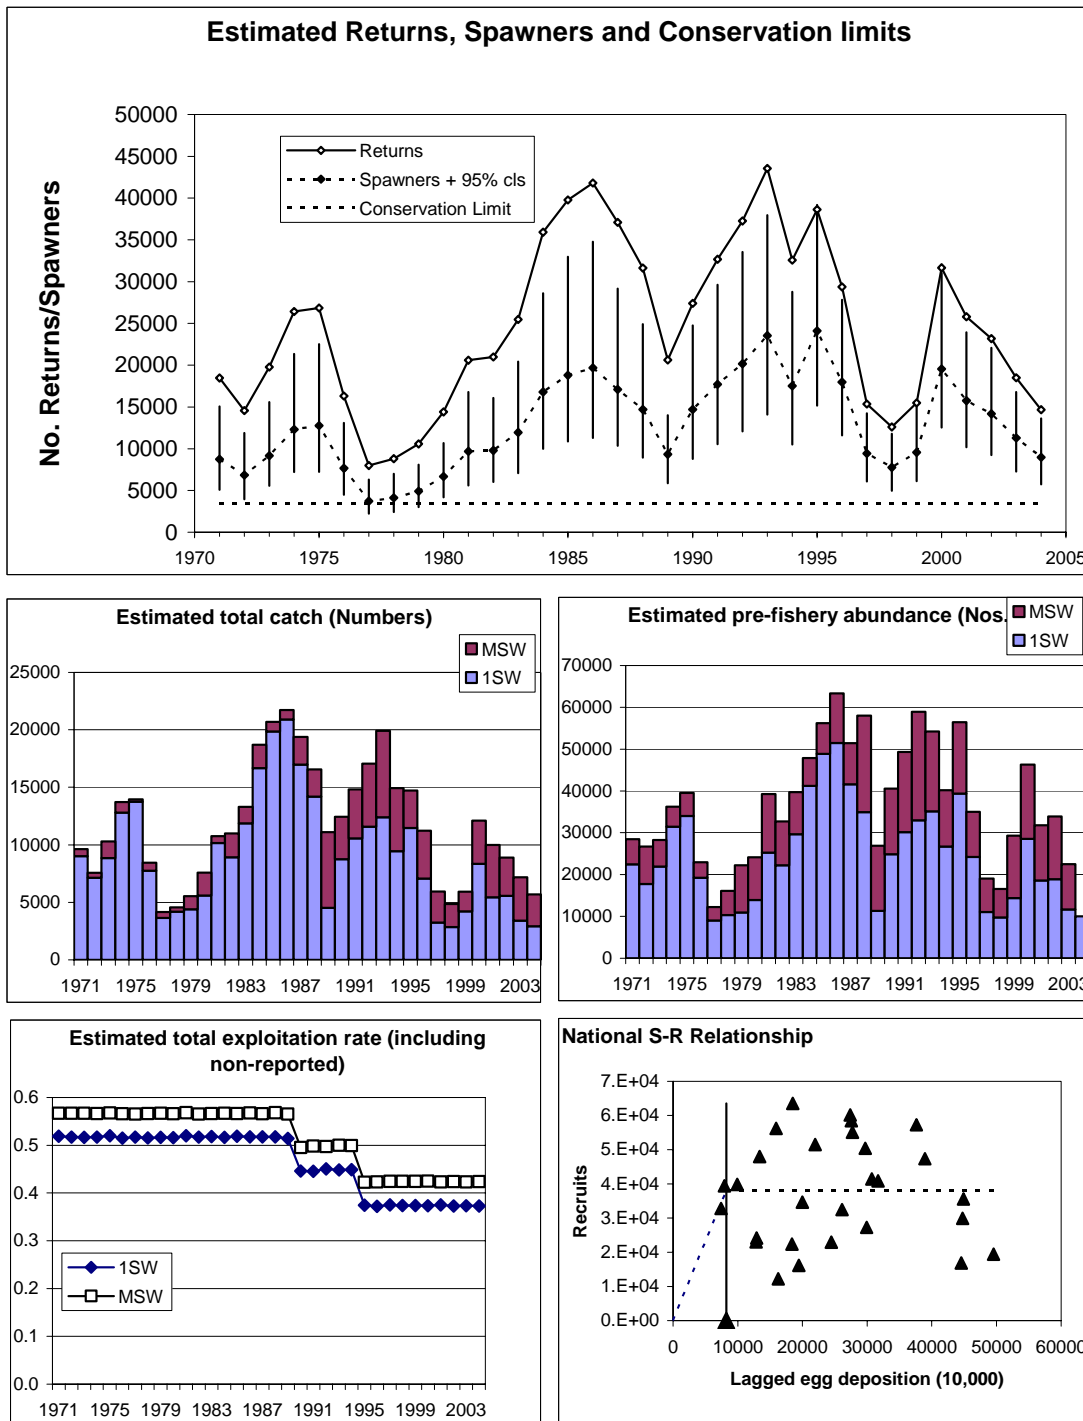 Estimated Returns, Spawners and Conservation limits
No. Returns/Spawners
50000
45000
40000
35000
30000
25000
20000
15000
10000
5000
0
Returns
Spawners + 95% cls
Conservation Limit
1970 1975 1980 1985 1990 1995 2000 2005
Estimated total catch (Numbers)
MSW
1SW
25000
20000
15000
10000
5000
0
1971 1975 1979 1983 1987 1991 1995 1999 2003
Estimated pre-fishery abundance (Nos.
MSW
1SW
70000
60000
50000
40000
30000
20000
10000
0
1971 1975 1979 1983 1987 1991 1995 1999 2003
Estimated total exploitation rate (including
non-reported)
0.6
0.5
0.4
0.3
0.2
0.1
0.0
1SW
MSW
1971 1975 1979 1983 1987 1991 1995 1999 2003
National S-R Relationship
Recruits
7.E+04
6.E+04
5.E+04
4.E+04
3.E+04
2.E+04
1.E+04
0.E+00
0 10000 20000 30000 40000 50000 60000
Lagged egg deposition (10,000)